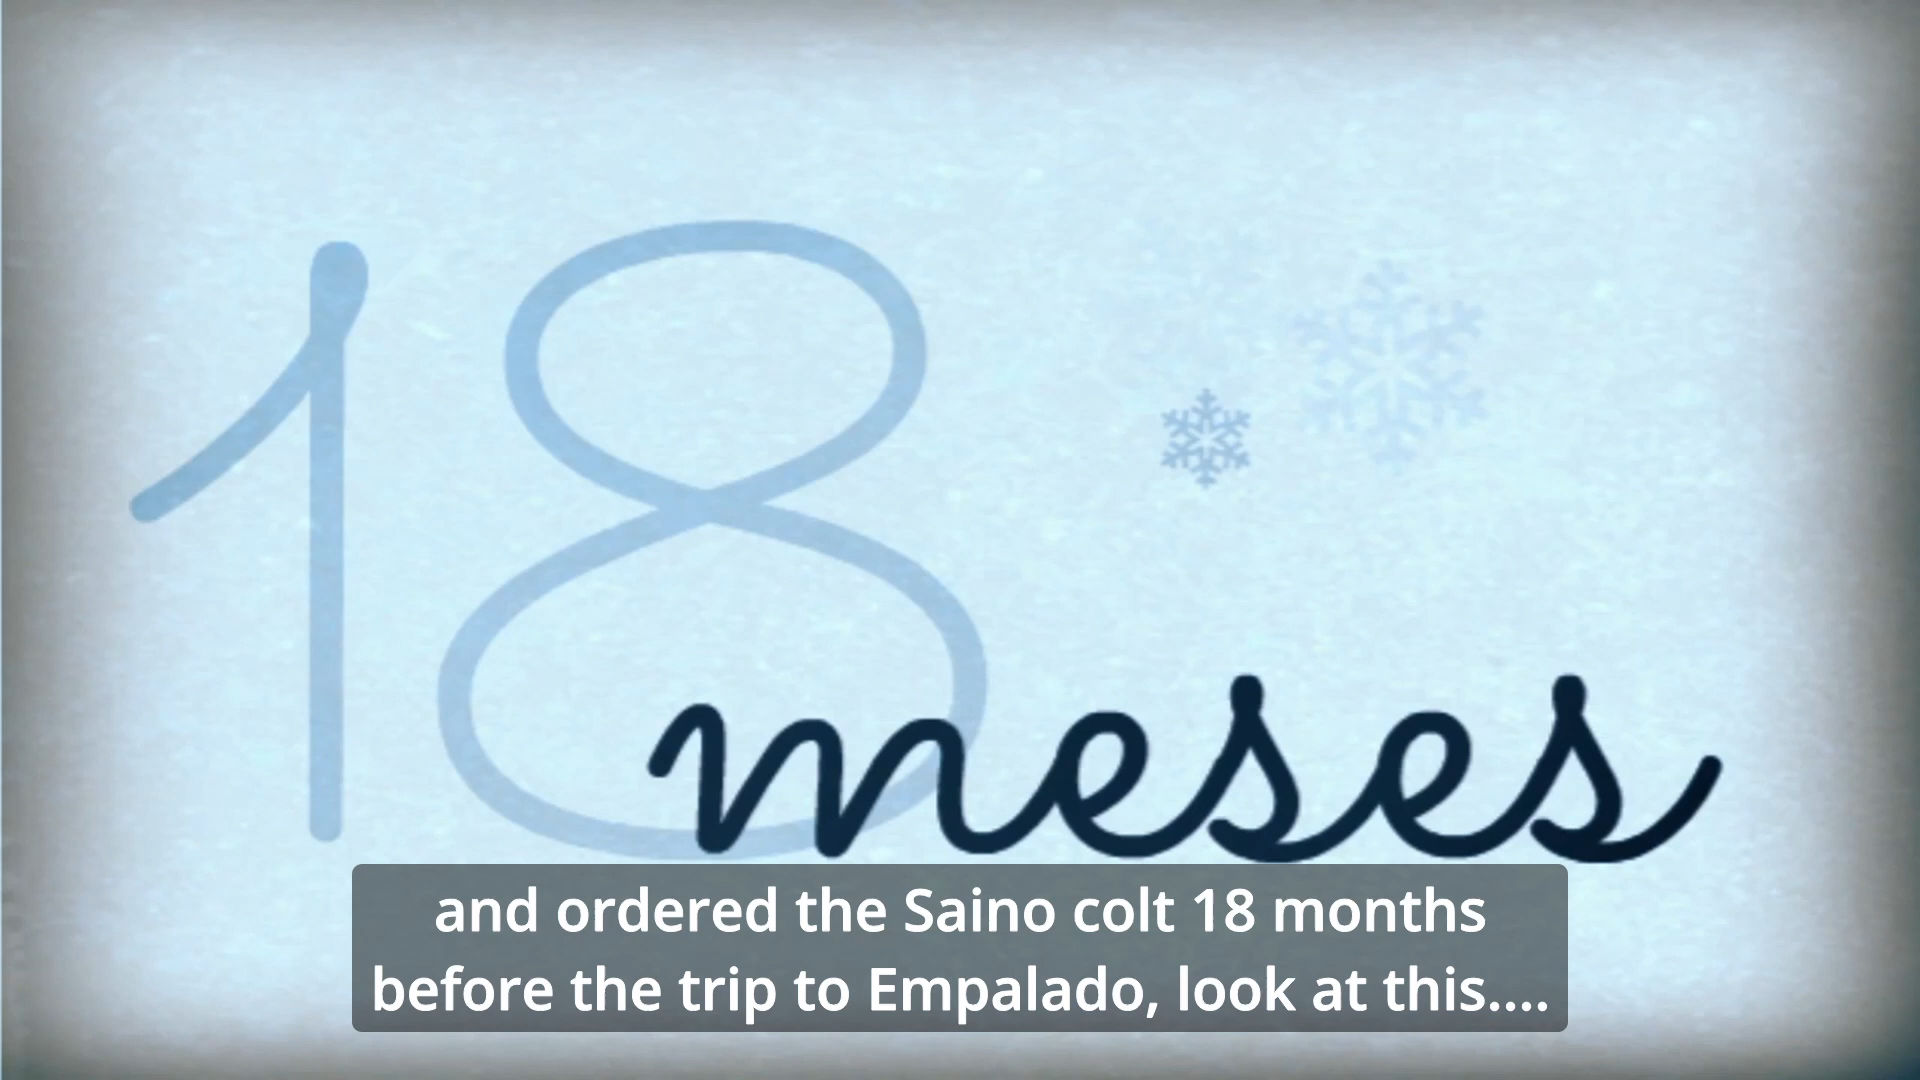 18
meses
and ordered the Saino colt 18 months
before the trip to Empalado, look at this....